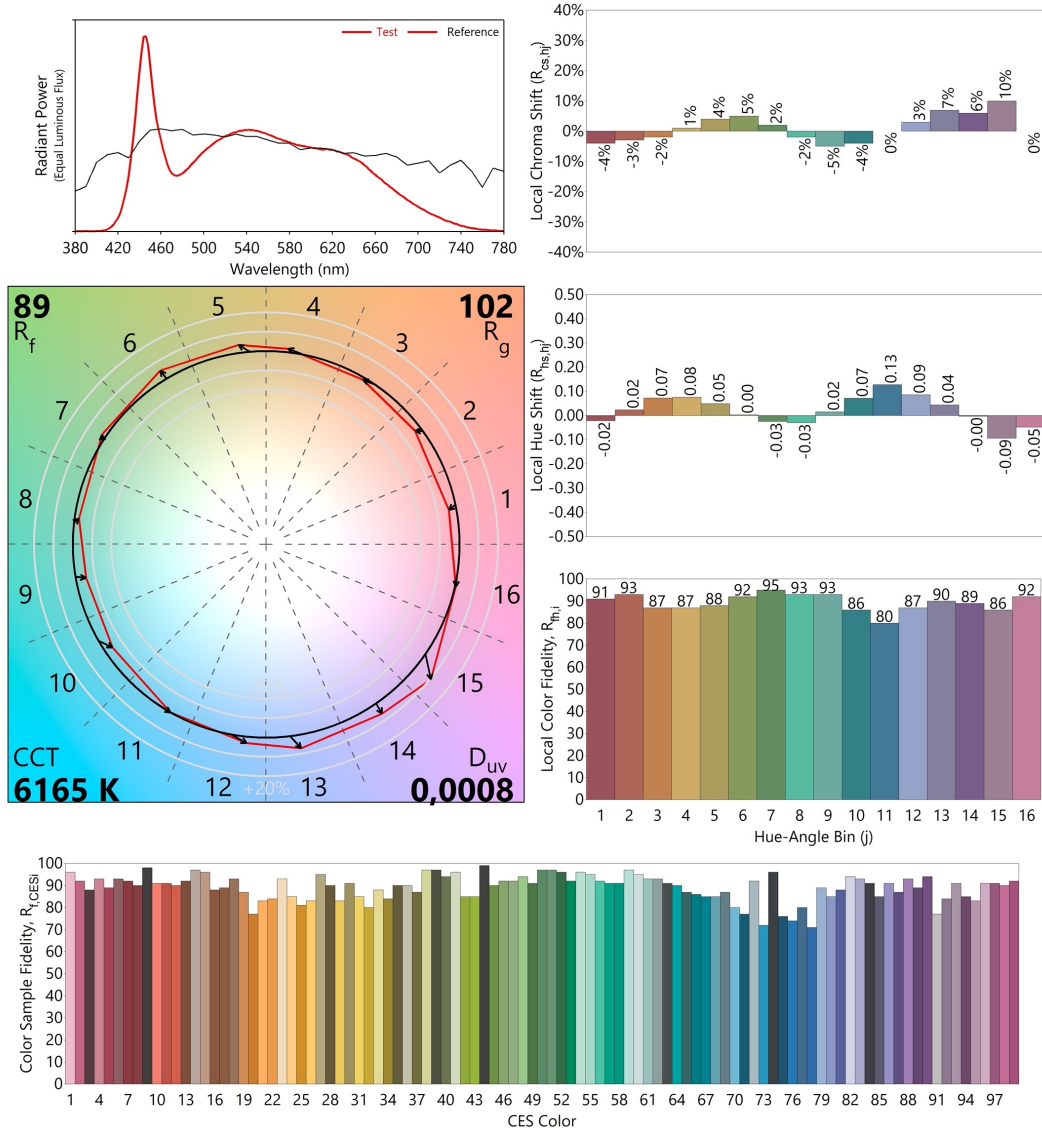 Test
Reference
Radiant Power
(Equal Luminous Flux)
380 420 460 500 540 580 620 660 700 740 780
Wavelength (nm)
40%
30%
20%
10%
0%
-10%
-20%
-30%
-40%
Local Chroma Shift (Rcs,hj)
-4% -3% -2% 1% 4% 5% 2% -2% -5% -4% 0% 3% 7% 6% 10% 0%
89
Rf
102
Rg
5 4
6 3
7 2
8 1
9 16
10 15
11 14
12 +20% 13
CCT
6165 K
Duv
0,0008
0.50
0.40
0.30
0.20
0.10
0.00
-0.10
-0.20
-0.30
-0.40
-0.50
Local Hue Shift (Rhs,hj)
-0.02 0.02 0.07 0.08 0.05 0.00 -0.03 -0.03 0.02 0.07 0.13 0.09 0.04 -0.00 -0.09 -0.05
100
90
80
70
60
50
40
30
20
10
0
Local Color Fidelity, Rfh,i
91 93 87 87 88 92 95 93 93 86 80 87 90 89 86 92
1 2 3 4 5 6 7 8 9 10 11 12 13 14 15 16
Hue-Angle Bin (j)
100
90
80
70
60
50
40
30
20
10
0
Color Sample Fidelity, Rf,CESi
1 4 7 10 13 16 19 22 25 28 31 34 37 40 43 46 49 52 55 58 61 64 67 70 73 76 79 82 85 88 91 94 97
CES Color